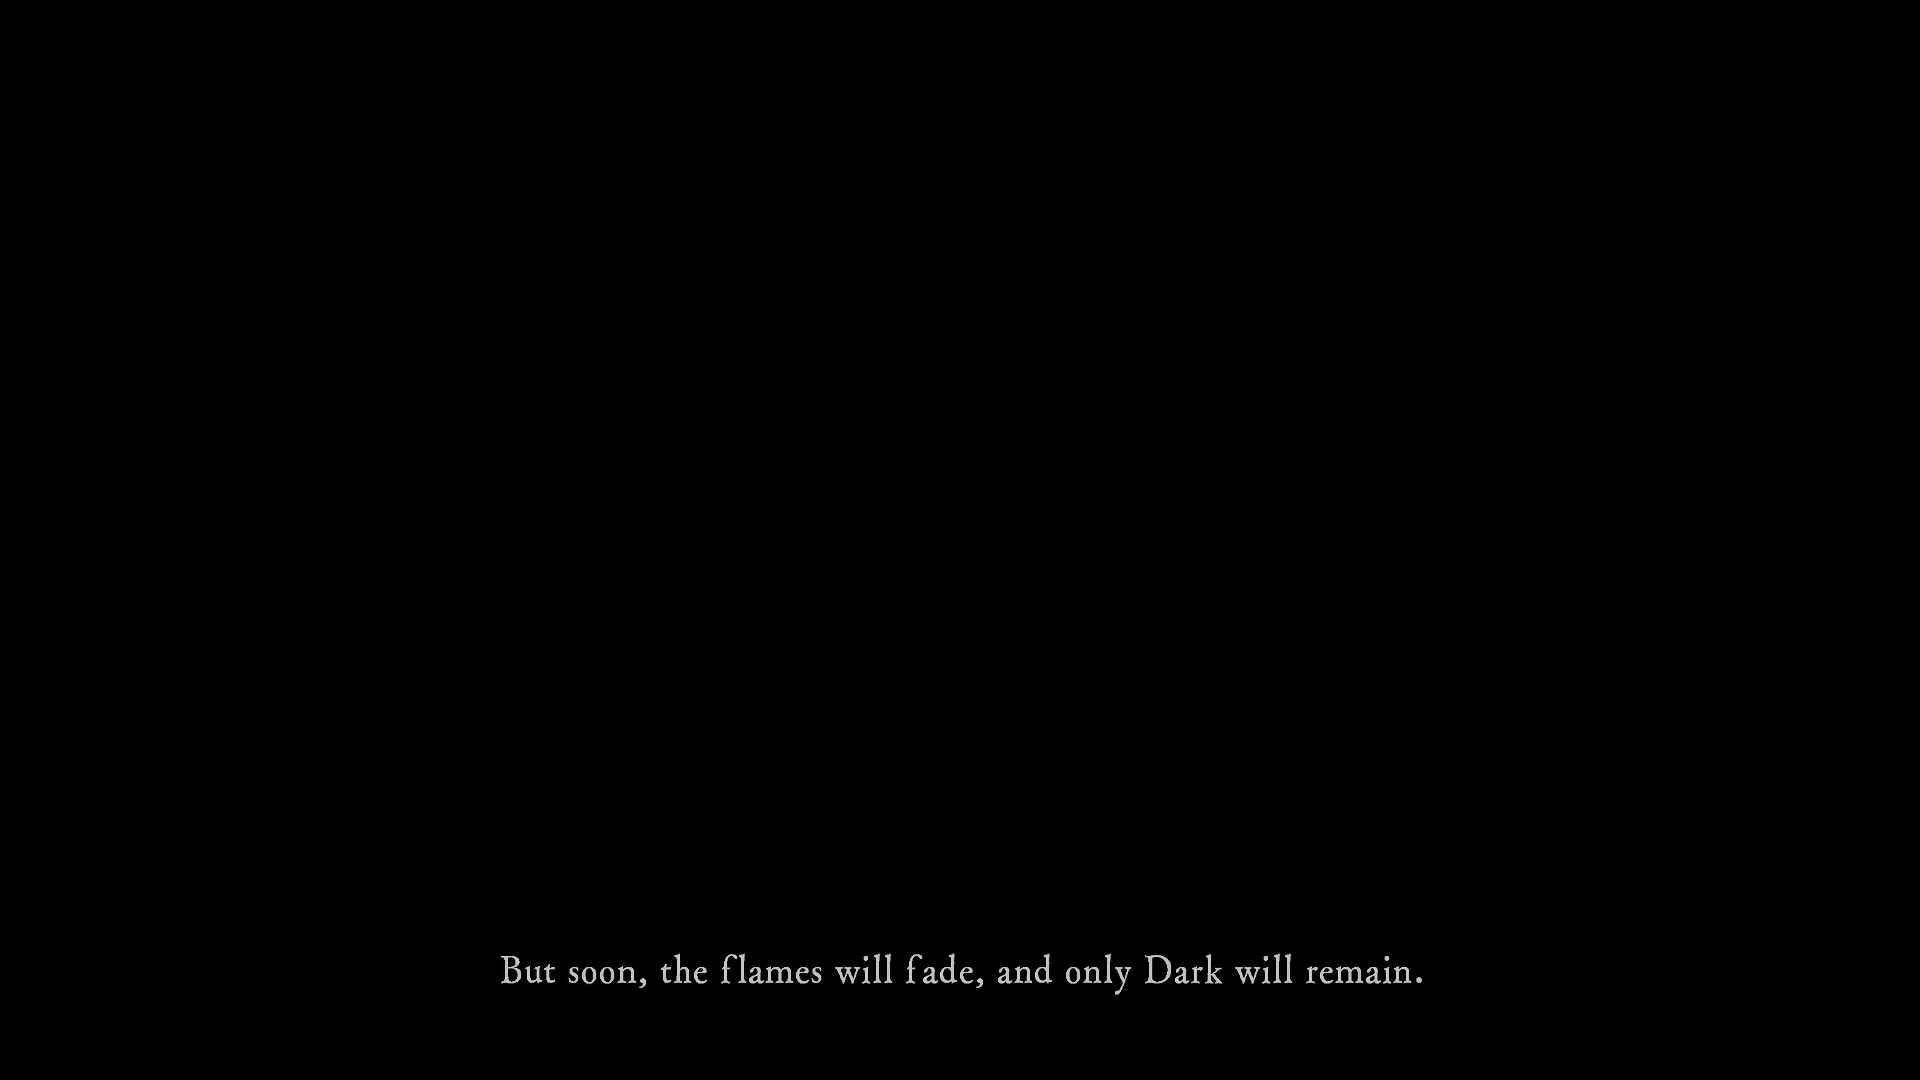 But soon, the flames will fade, and only Dark will remain.